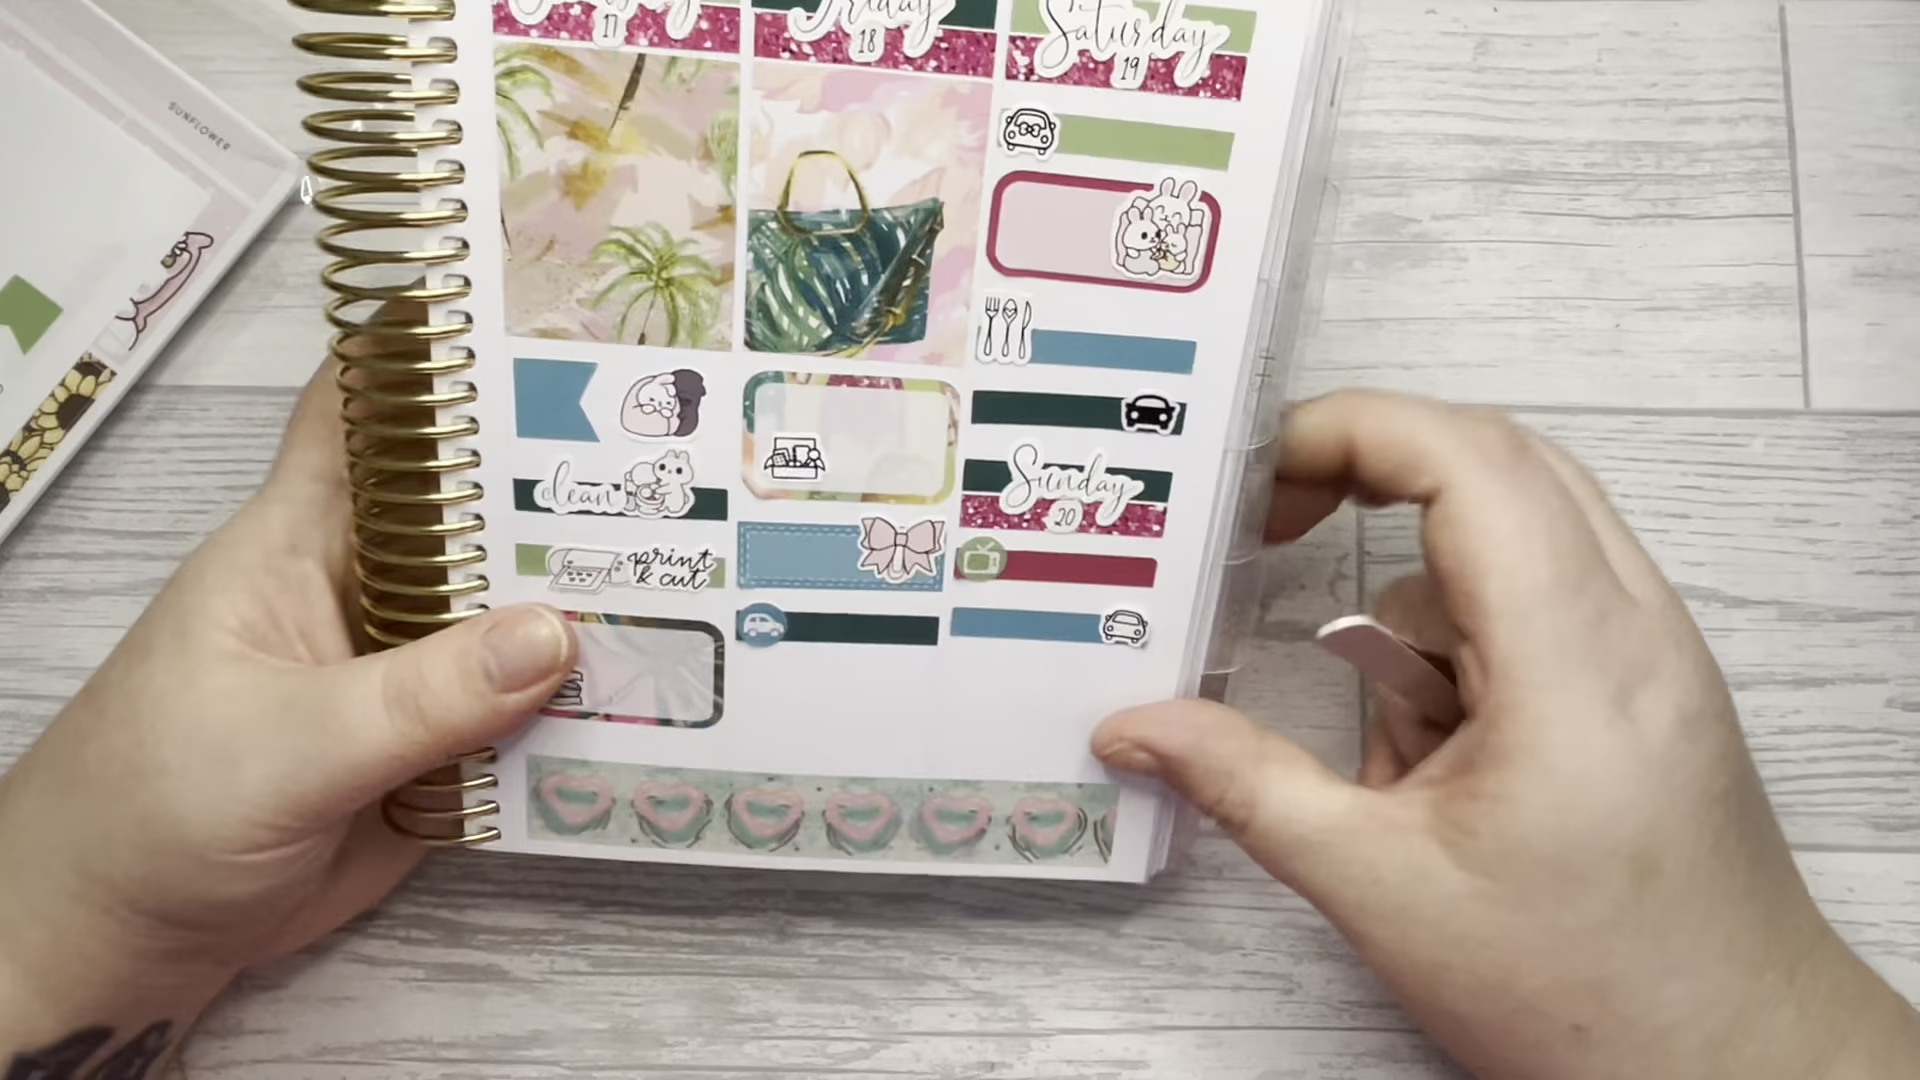 SUNFLOWER
17
Friday
18
Saturday
19
clean
print
& cut
Sunday
20